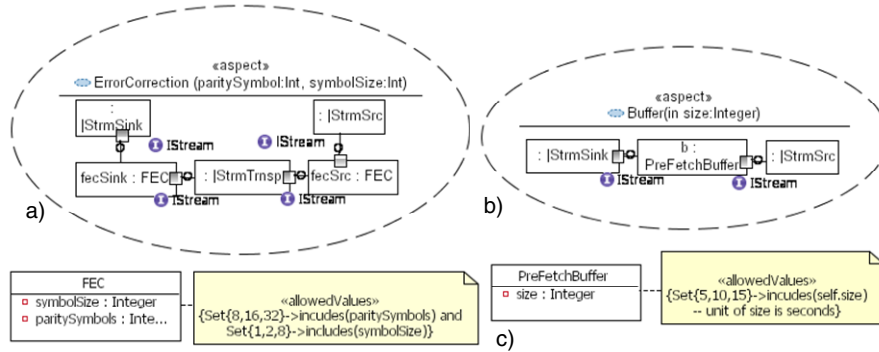 «aspect»
ErrorCorrection (paritySymbol:Int, symbolSize:Int)
:
|StrmSink
: |StrmSrc
IStream
IStream
fecSink : FEC
: |StrmTrnsp
fecSrc : FEC
IStream
IStream
a)
«aspect»
Buffer(in size:Integer)
: |StrmSink
b :
PreFetchBuffer
: |StrmSrc
IStream
IStream
b)
FEC
symbolSize : Integer
paritySymbols : Inte...
«allowedValues»
{Set{8,16,32}->incudes(paritySymbols) and
Set{1,2,8}->includes(symbolSize)}
PreFetchBuffer
size : Integer
«allowedValues»
{Set{5,10,15}->incudes(self.size)
-- unit of size is seconds}
c)